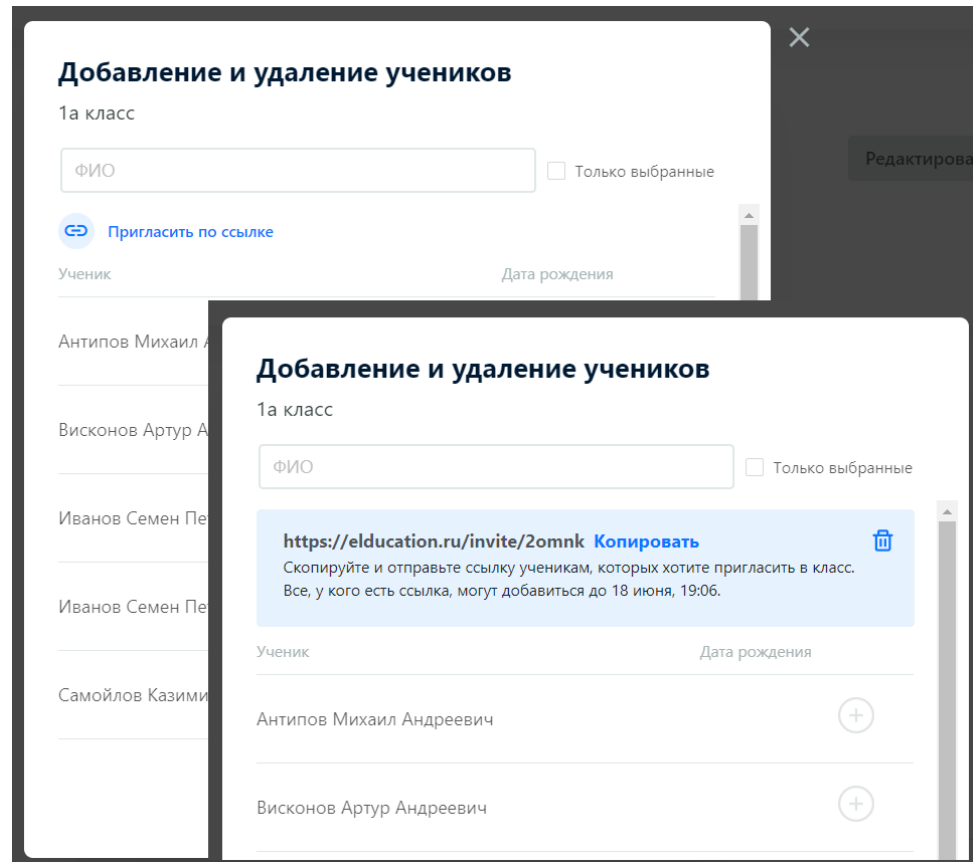 Добавление и удаление учеников
1а класс
ФИО
Только выбранные
Редактирова
Пригласить по ссылке
Ученик Дата рождения
Антипов Михаил
Висконов Артур А
Иванов Семен Пе
Иванов Семен Пе
Самойлов Казими
Добавление и удаление учеников
1а класс
ФИО
Только выбранные
https://elducation.ru/invite/2omnk Копировать
Скопируйте и отправьте ссылку ученикам, которых хотите пригласить в класс.
Все, у кого есть ссылка, могут добавиться до 18 июня, 19:06.
Ученик Дата рождения
Антипов Михаил Андреевич
Висконов Артур Андреевич